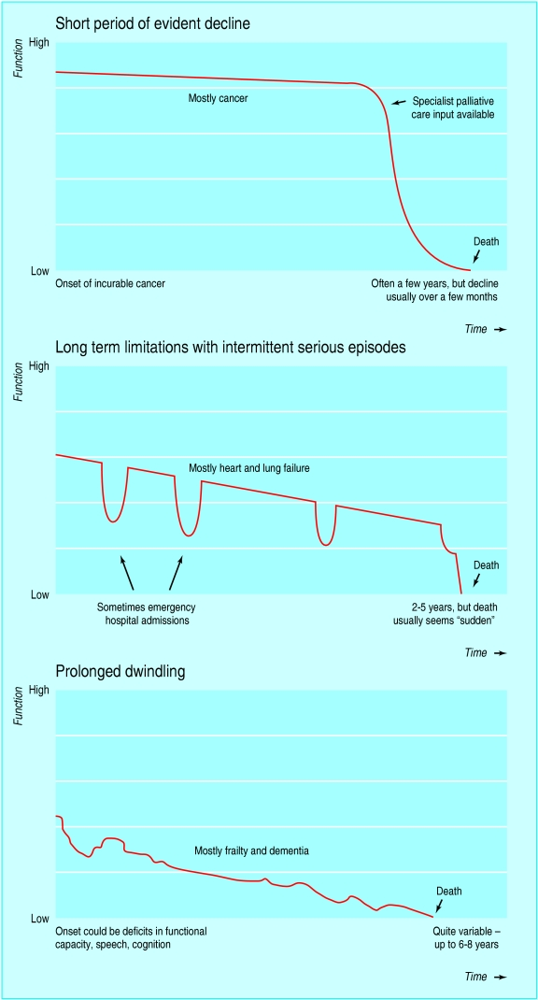 Short period of evident decline
Function
High
Mostly cancer
Specialist palliative
care input available
Death
Low
Onset of incurable cancer
Often a few years, but decline
usually over a few months
Time
Long term limitations with intermittent serious episodes
Function
High
Mostly heart and lung failure
Death
Low
Sometimes emergency
hospital admissions
2-5 years, but death
usually seems “sudden”
Time
Prolonged dwindling
Function
High
Mostly frailty and dementia
Death
Low
Onset could be deficits in functional
capacity, speech, cognition
Quite variable –
up to 6-8 years
Time